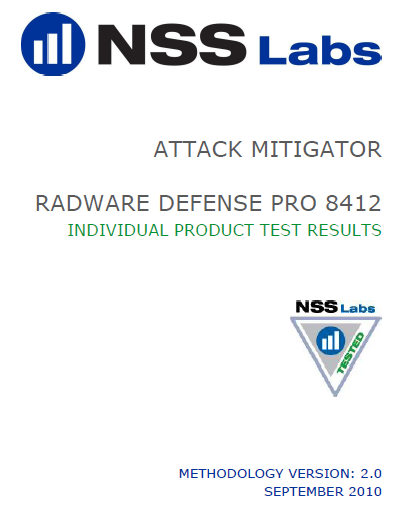 NSS Labs
ATTACK MITIGATOR
RADWARE DEFENSE PRO 8412
INDIVIDUAL PRODUCT TEST RESULTS
NSS Labs
TESTED
METHODOLOGY VERSION: 2.0
SEPTEMBER 2010